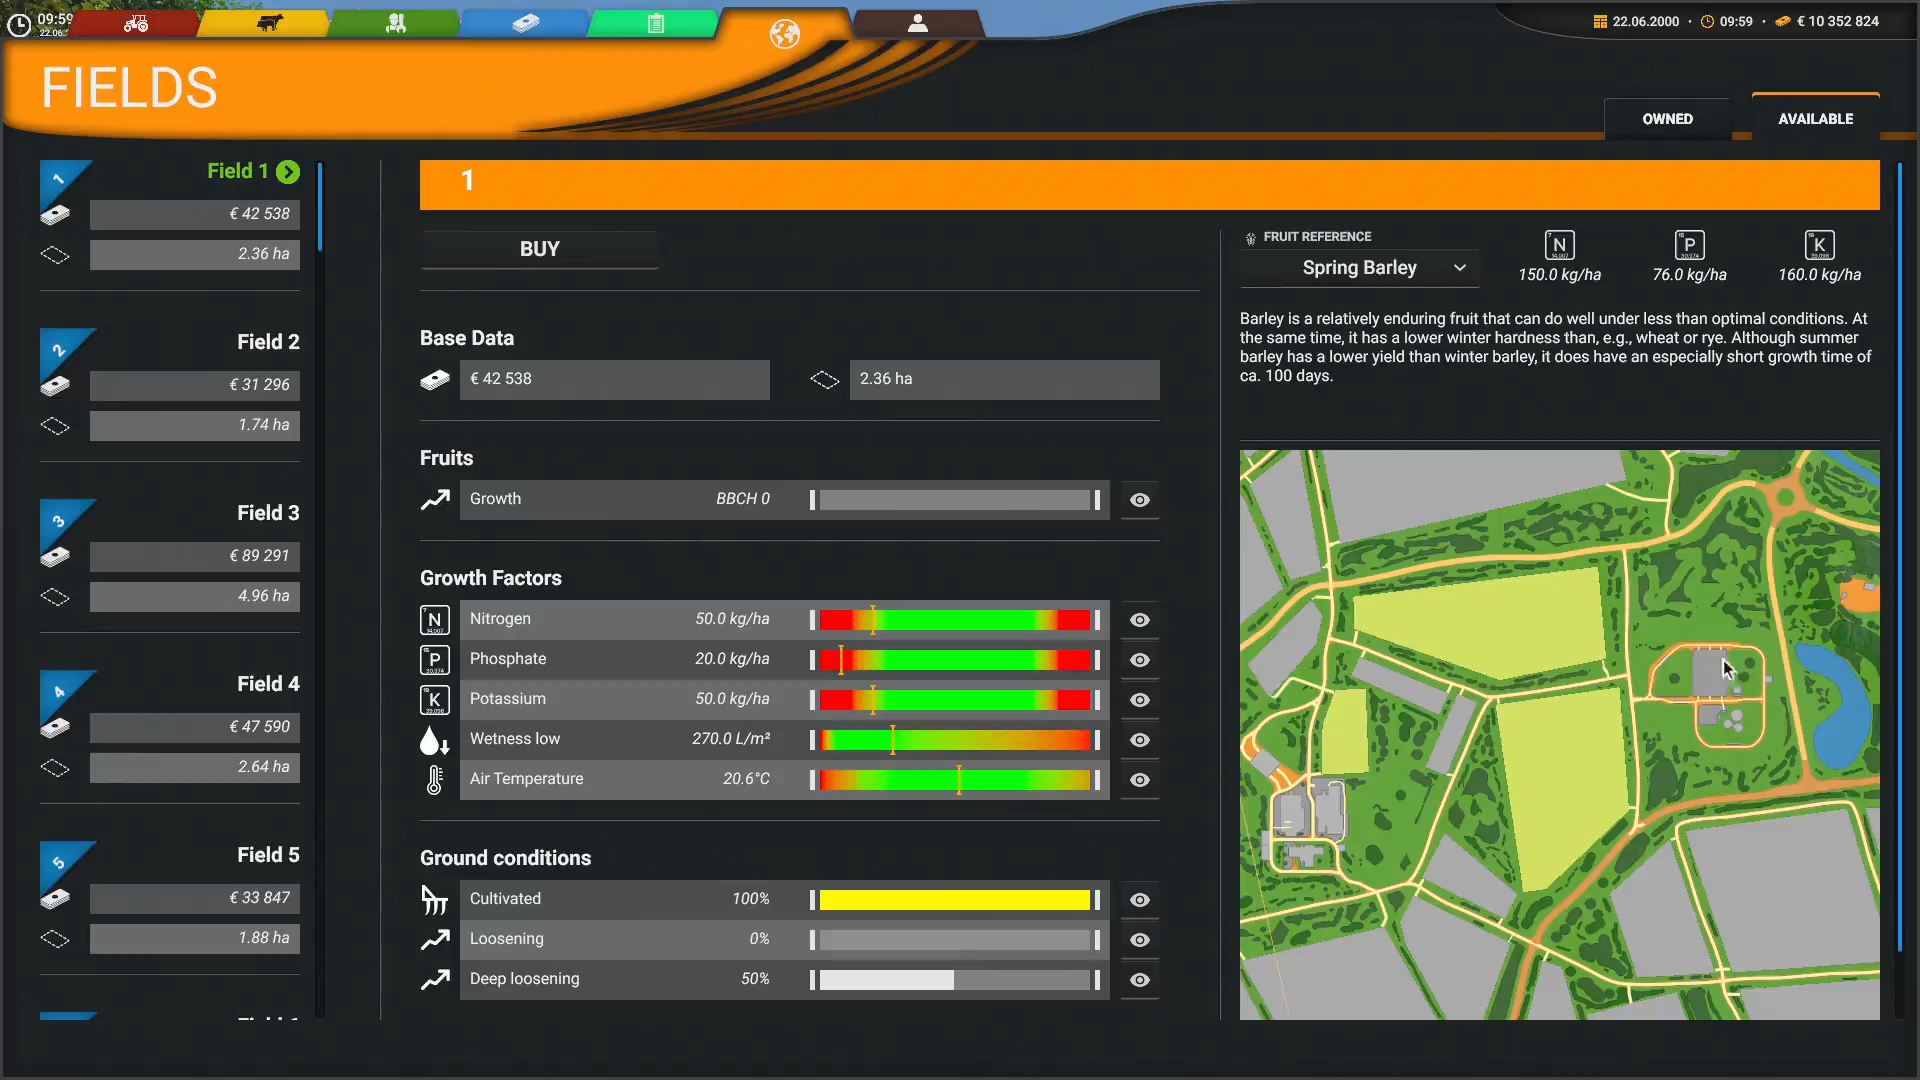 09:59
22.06.
22.06.2000 • 09:59 • € 10 352 824
FIELDS
OWNED
AVAILABLE
1
Field 1
€ 42 538
2.36 ha
2
Field 2
€ 31 296
1.74 ha
3
Field 3
€ 89 291
4.96 ha
4
Field 4
€ 47 590
2.64 ha
5
Field 5
€ 33 847
1.88 ha
1
BUY
Base Data
€ 42 538
2.36 ha
Fruits
Growth BBCH 0
Growth Factors
N Nitrogen 50.0 kg/ha
P Phosphate 20.0 kg/ha
K Potassium 50.0 kg/ha
Wetness low 270.0 L/m²
Air Temperature 20.6°C
Ground conditions
Cultivated 100%
Loosening 0%
Deep loosening 50%
FRUIT REFERENCE
Spring Barley
N
150.0 kg/ha
P
76.0 kg/ha
K
160.0 kg/ha
Barley is a relatively enduring fruit that can do well under less than optimal conditions. At
the same time, it has a lower winter hardness than, e.g., wheat or rye. Although summer
barley has a lower yield than winter barley, it does have an especially short growth time of
ca. 100 days.